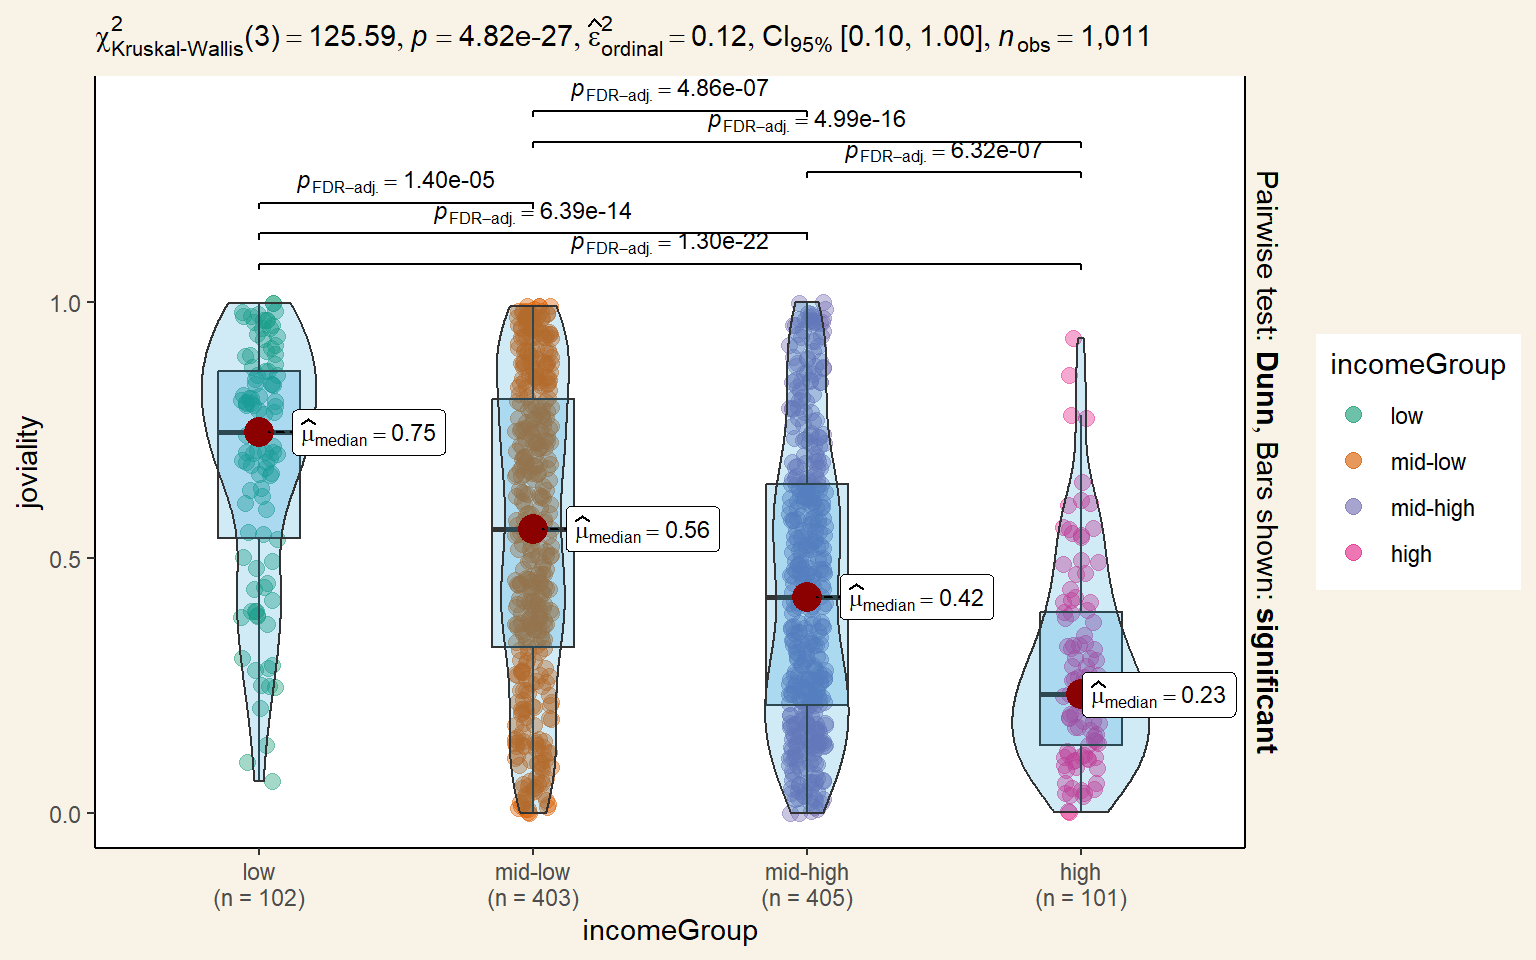 χ²Kruskal-Wallis(3) = 125.59, p = 4.82e-27, ε̂²ordinal = 0.12, CI95% [0.10, 1.00], nobs = 1,011
pFDR−adj. = 4.86e-07
pFDR−adj. = 4.99e-16
pFDR−adj. = 6.32e-07
pFDR−adj. = 1.40e-05
pFDR−adj. = 6.39e-14
pFDR−adj. = 1.30e-22
joviality
1.0
0.5
0.0
μ̂median = 0.75
μ̂median = 0.56
μ̂median = 0.42
μ̂median = 0.23
low
(n = 102)
mid-low
(n = 403)
mid-high
(n = 405)
high
(n = 101)
incomeGroup
Pairwise test: Dunn, Bars shown: significant
incomeGroup
low
mid-low
mid-high
high